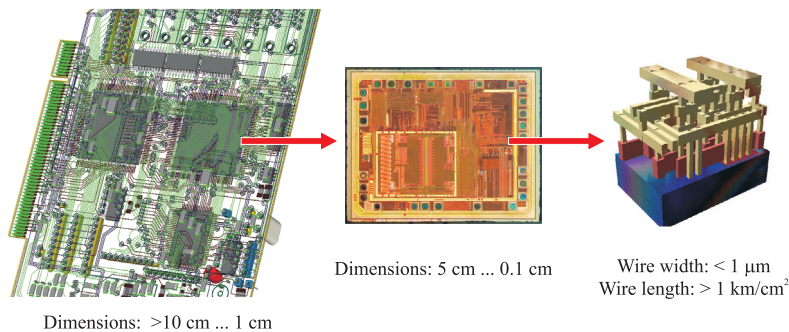 Dimensions: >10 cm ... 1 cm
Dimensions: 5 cm ... 0.1 cm
Wire width: < 1 μm
Wire length: > 1 km/cm²